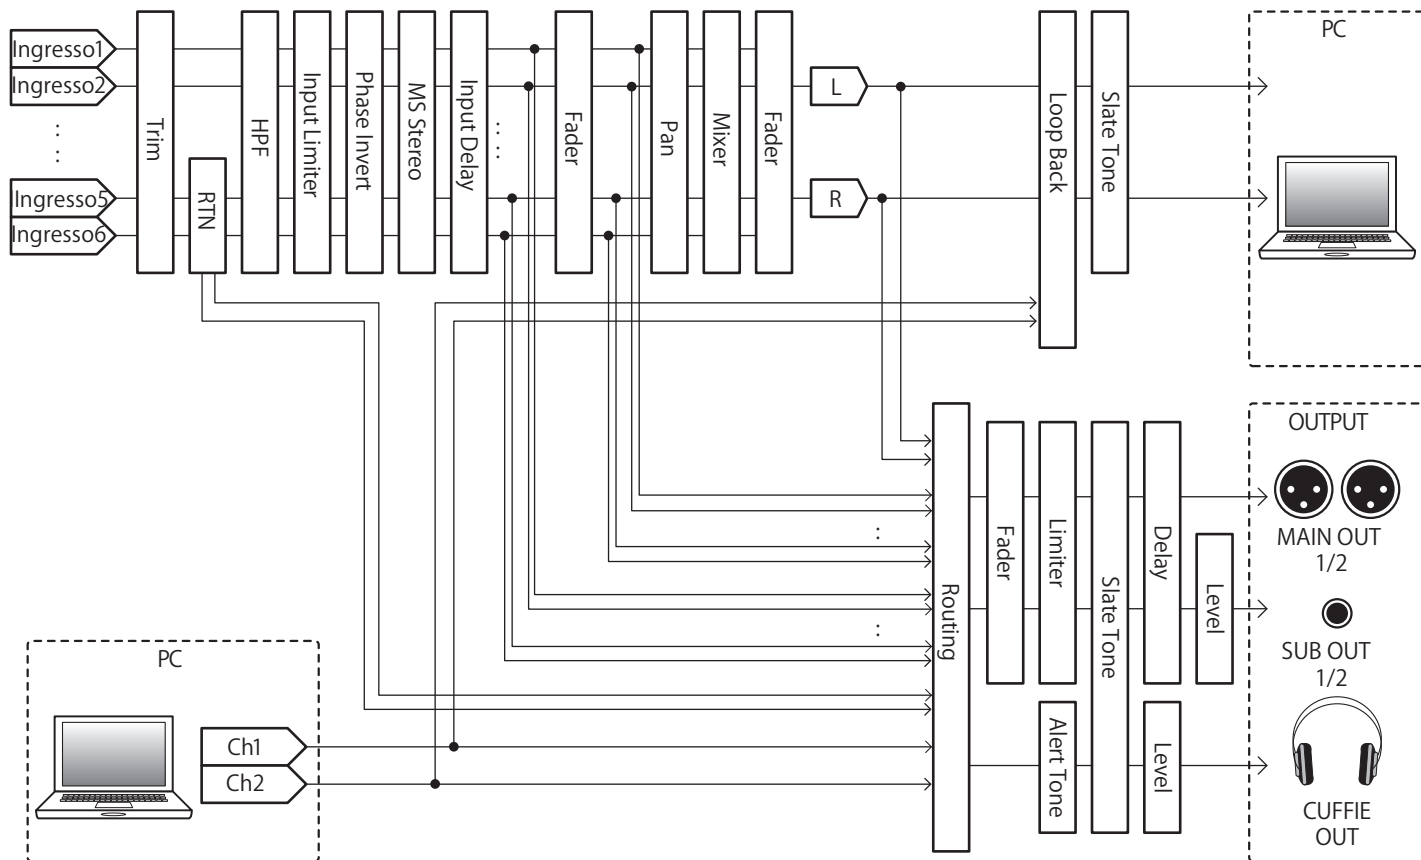 Ingresso1
Ingresso2
Ingresso5
Ingresso6
Trim
RTN
HPF
Input Limiter
Phase Invert
MS Stereo
Input Delay
Fader
Pan
Mixer
Fader
L
R
Loop Back
Slate Tone
PC
Routing
Fader
Limiter
Alert Tone
Slate Tone
Delay
Level
Level
OUTPUT
MAIN OUT
1/2
SUB OUT
1/2
CUFFIE
OUT
PC
Ch1
Ch2